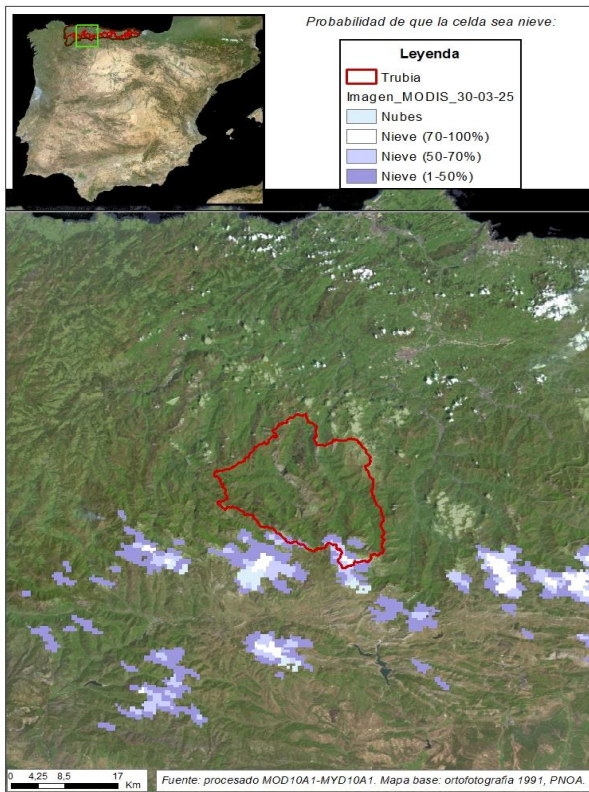 Probabilidad de que la celda sea nieve:
Leyenda
Trubia
Imagen_MODIS_30-03-25
Nubes
Nieve (70-100%)
Nieve (50-70%)
Nieve (1-50%)
0 4,25 8,5 17
Km
Fuente: procesado MOD10A1-MYD10A1. Mapa base: ortofotografia 1991, PNOA.